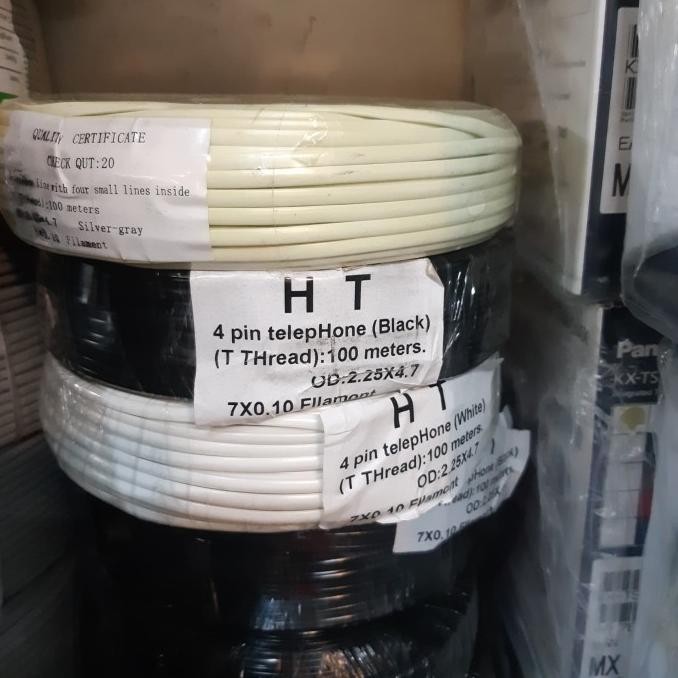 QUALITY CERTIFICATE
CHECK QUT:20
line with four small lines inside
:100 meters
Silver-gray
Filament
H T
4 pin telepHone (Black)
(T THread):100 meters.
OD:2.25X4.7
7X0.10 Filament
H T
4 pin telepHone (White)
(T THread):100 meters.
OD:2.25X4.7
7X0.10 Filament
7X0.10
Pan
KX-TS
MX